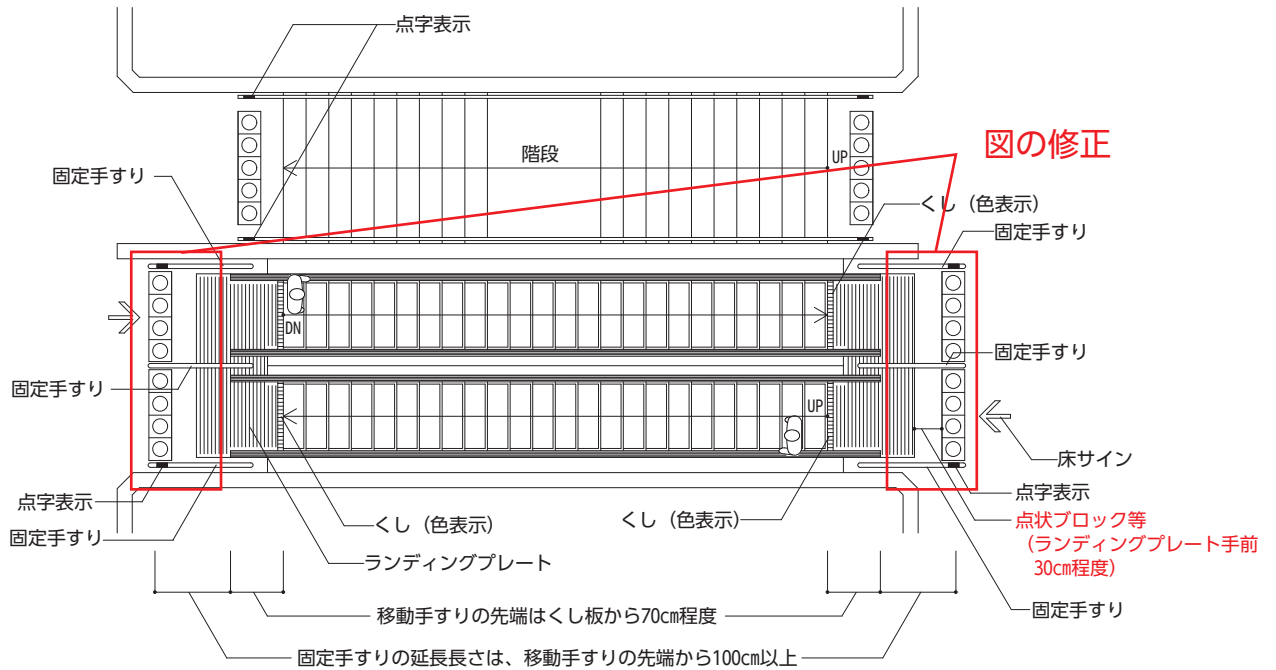 点字表示
図の修正
階段
UP
固定手すり
くし（色表示）
固定手すり
DN
固定手すり
固定手すり
UP
床サイン
点字表示
点字表示
くし（色表示）
くし（色表示）
点状ブロック等
（ランディングプレート手前
30㎝程度）
固定手すり
ランディングプレート
固定手すり
移動手すりの先端はくし板から70㎝程度
固定手すりの延長長さは、移動手すりの先端から100㎝以上